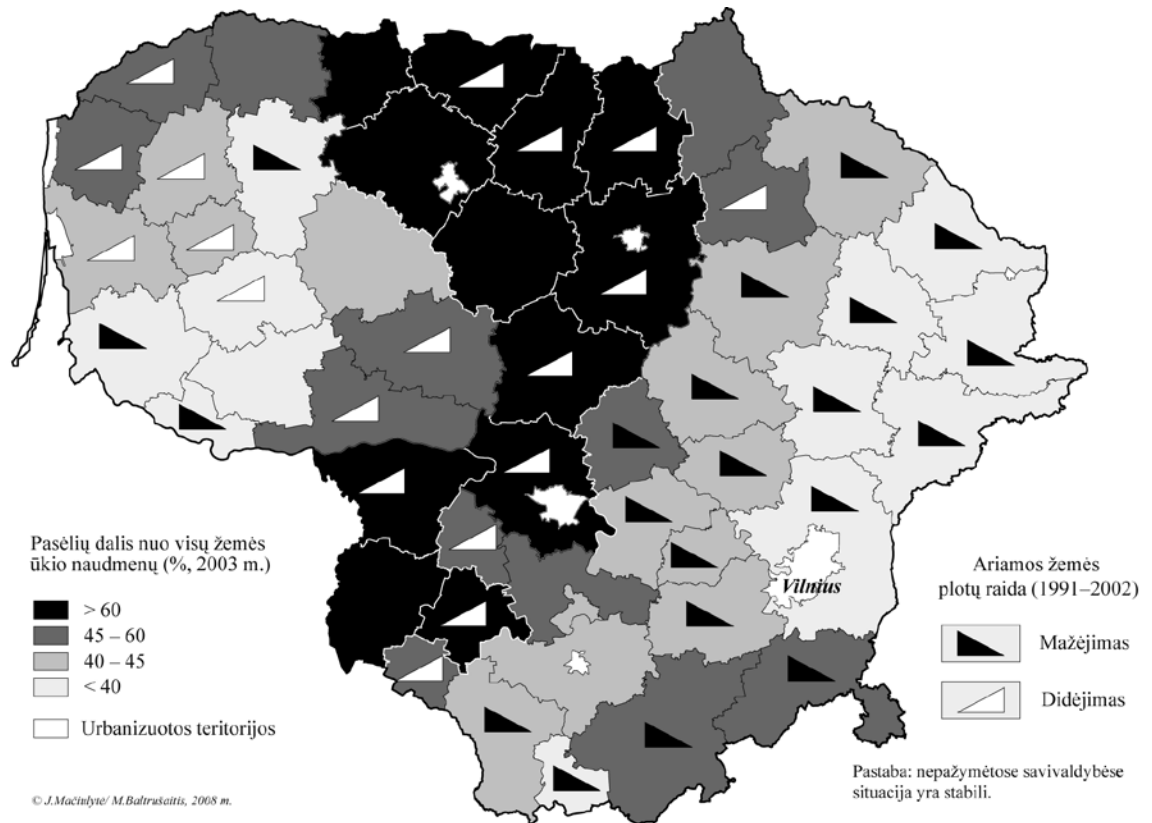 Vilnius
Pasėlių dalis nuo visų žemės
ūkio naudmenų (%, 2003 m.)
> 60
45 – 60
40 – 45
< 40
Urbanizuotos teritorijos
© J.Mačiulytė/ M.Baltrušaitis, 2008 m.
Ariamos žemės
plotų raida (1991–2002)
Mažėjimas
Didėjimas
Pastaba: nepažymėtose savivaldybėse
situacija yra stabili.